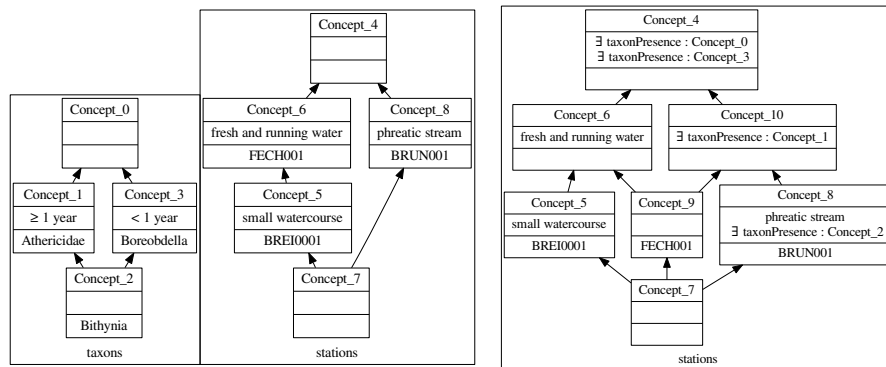 Concept_0
Concept_1
≥ 1 year
Athericidae
Concept_3
< 1 year
Boreobdella
Concept_2
Bithynia
taxons
Concept_4
Concept_6
fresh and running water
FECH001
Concept_8
phreatic stream
BRUN001
Concept_5
small watercourse
BREI0001
Concept_7
stations
Concept_4
∃ taxonPresence : Concept_0
∃ taxonPresence : Concept_3
Concept_6
fresh and running water
Concept_10
∃ taxonPresence : Concept_1
Concept_5
small watercourse
BREI0001
Concept_9
FECH001
Concept_8
phreatic stream
∃ taxonPresence : Concept_2
BRUN001
Concept_7
stations